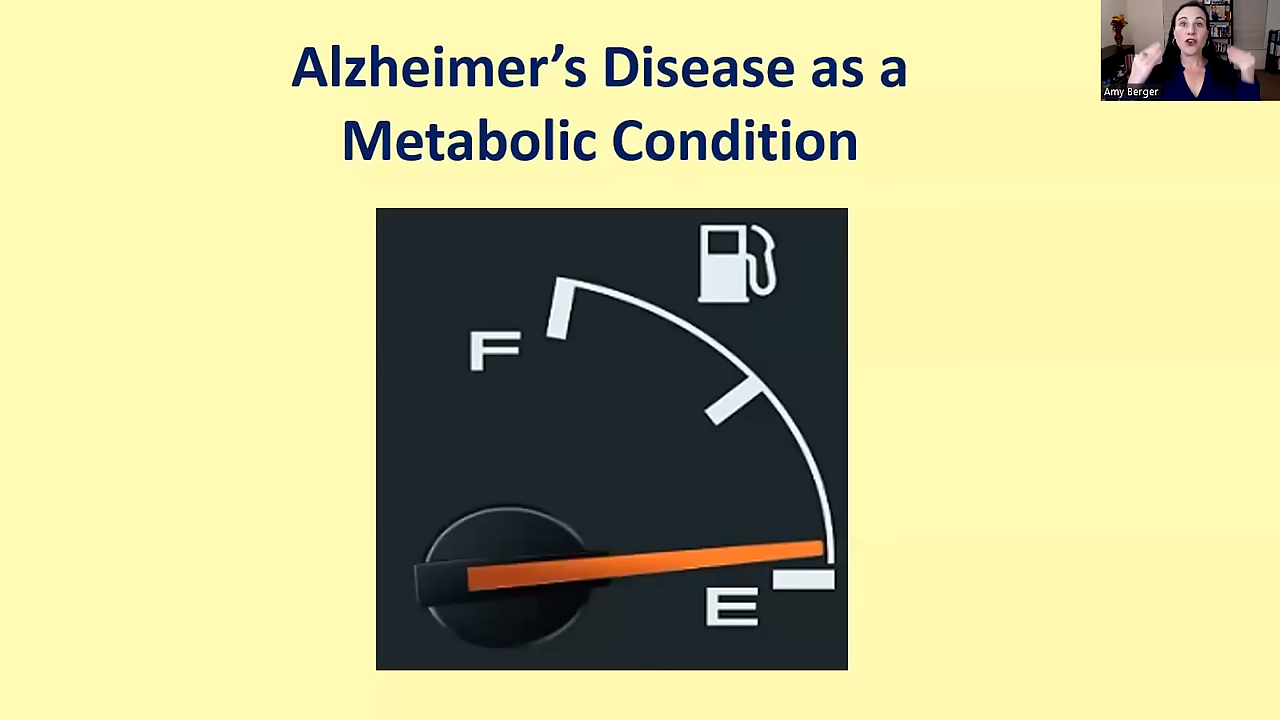 Alzheimer’s Disease as a
Metabolic Condition
Amy Berger
F
E